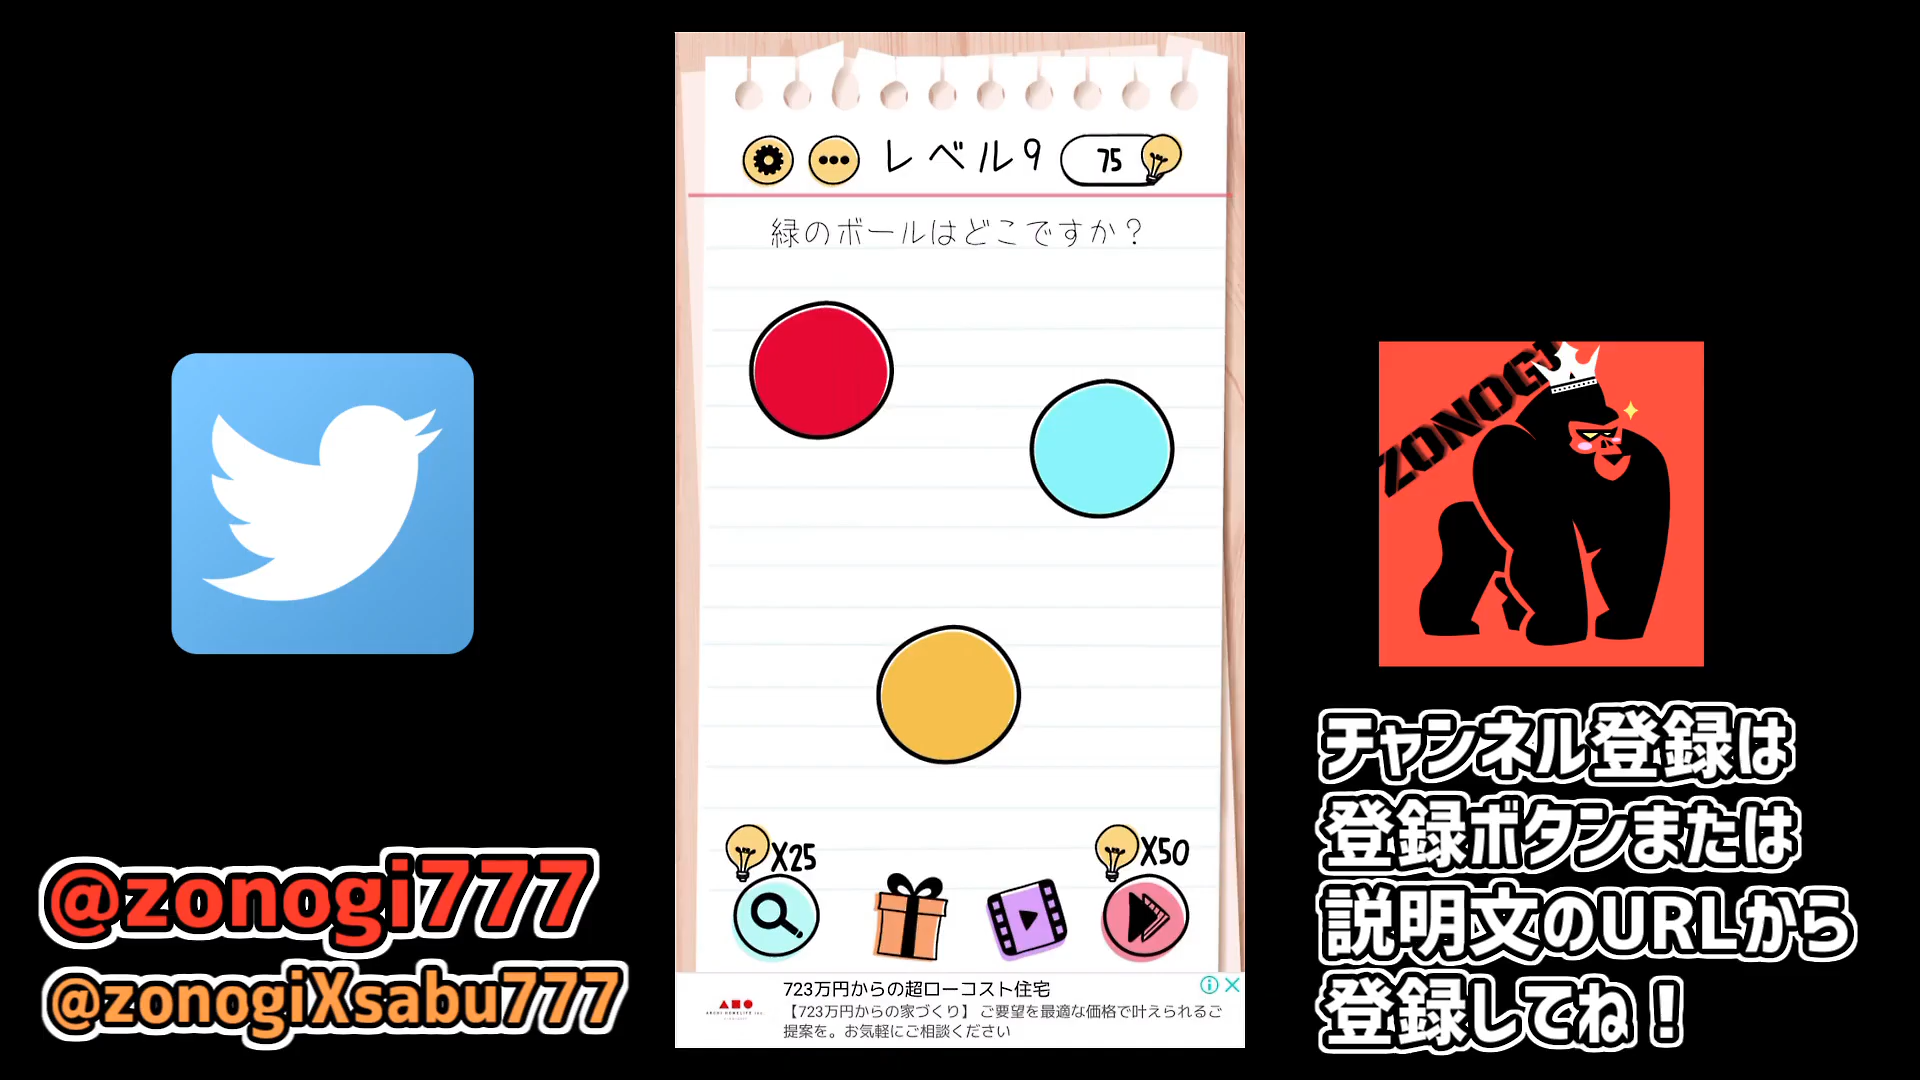 レベル9
75
緑のボールはどこですか？
X25
X50
723万円からの超ローコスト住宅
【723万円からの家づくり】ご要望を最適な価格で叶えられるご
提案を。お気軽にご相談ください
@zonogi777
@zonogiXsabu777
ZONOGI
チャンネル登録は
登録ボタンまたは
説明文のURLから
登録してね！